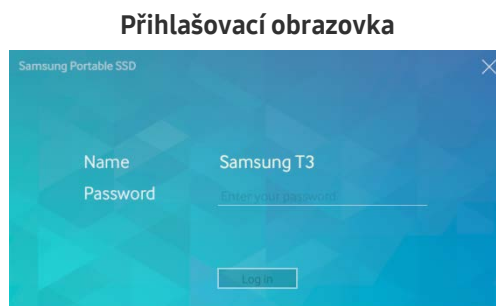 Přihlašovací obrazovka
Samsung Portable SSD
Name Samsung T3
Password Enter your password
Log in